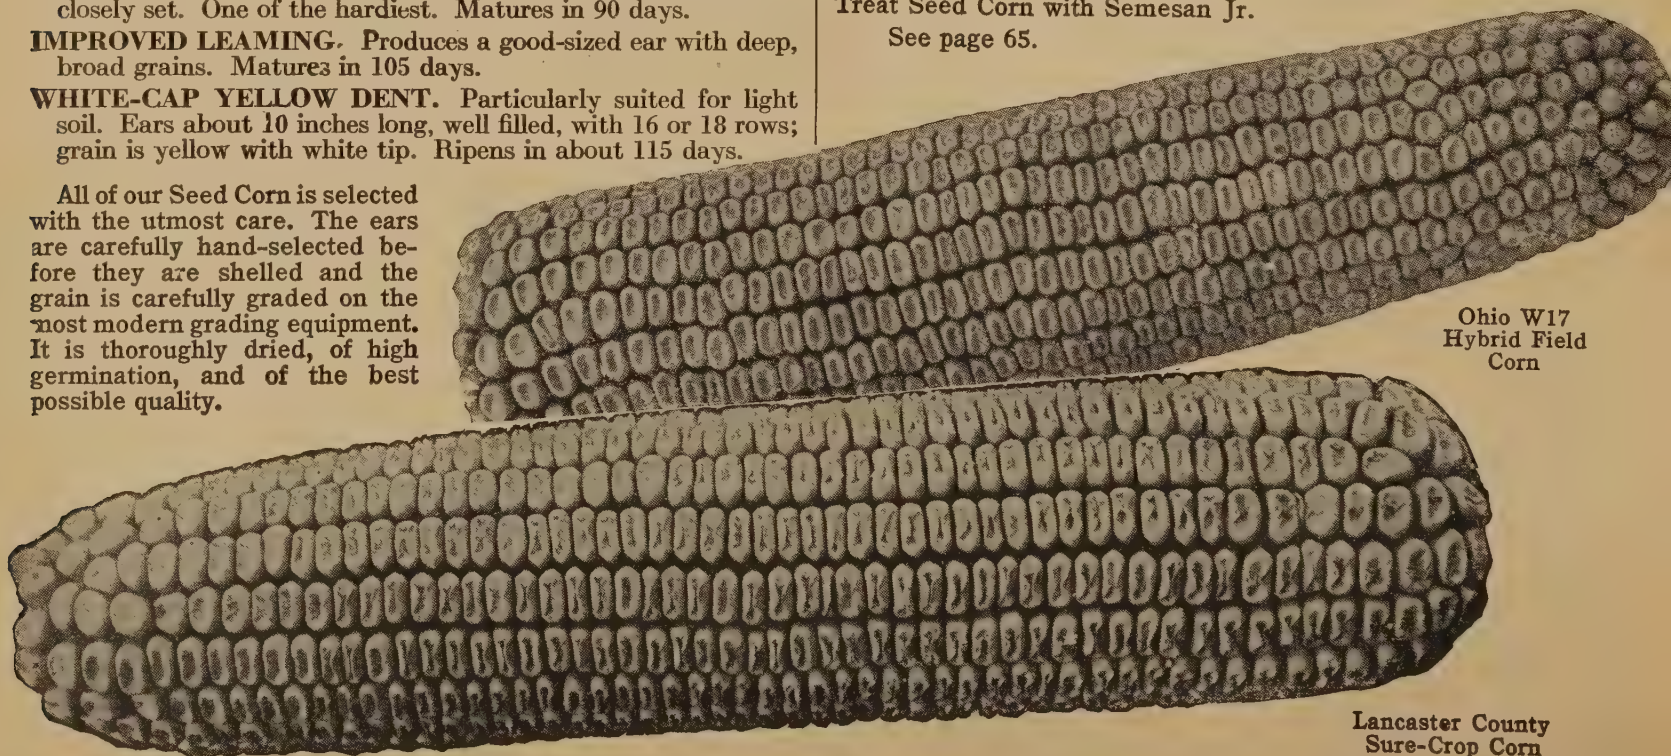 closely set. One of the hardiest. Matures in 90 days.
IMPROVED LEAMING. Produces a good-sized ear with deep,
broad grains. Matures in 105 days.
WHITE-CAP YELLOW DENT. Particularly suited for light
soil. Ears about 10 inches long, well filled, with 16 or 18 rows;
grain is yellow with white tip. Ripens in about 115 days.
All of our Seed Corn is selected
with the utmost care. The ears
are carefully hand-selected be-
fore they are shelled and the
grain is carefully graded on the
most modern grading equipment.
It is thoroughly dried, of high
germination, and of the best
possible quality.
Treat Seed Corn with Semesan Jr.
See page 65.
Ohio W17
Hybrid Field
Corn
Lancaster County
Sure-Crop Corn